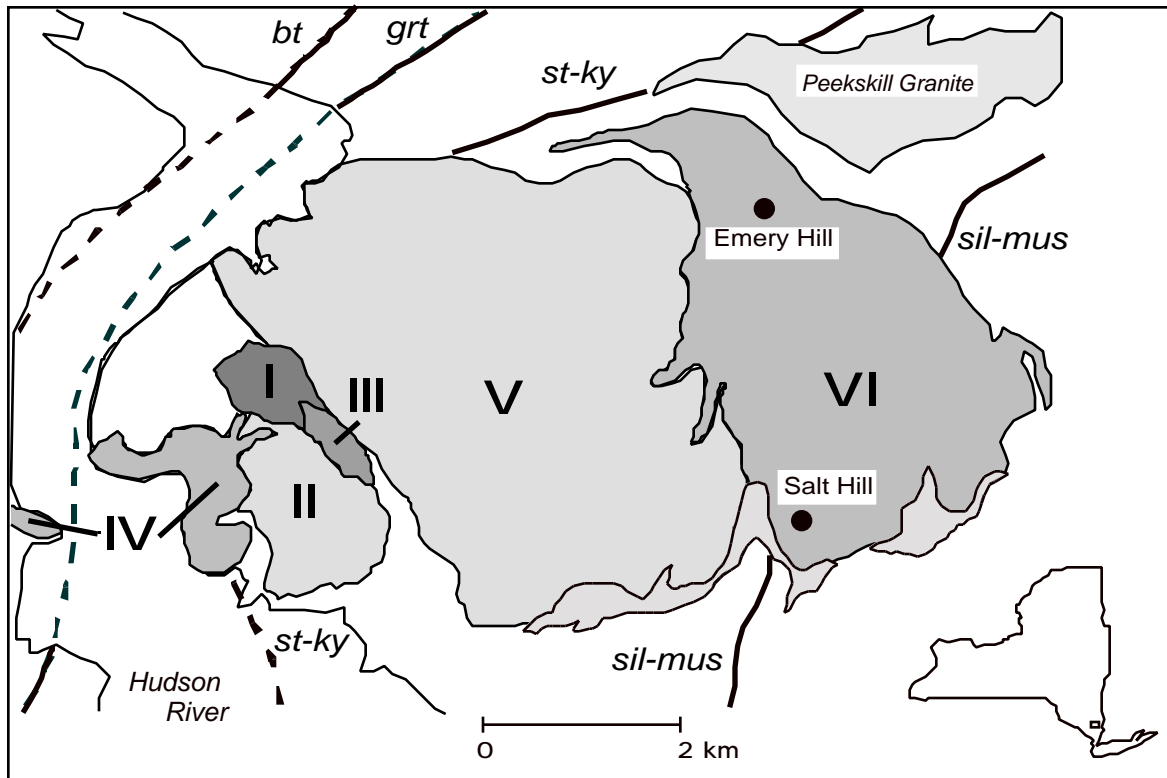 bt
grt
st-ky
Peekskill Granite
Emery Hill
sil-mus
I
III
V
VI
II
Salt Hill
IV
st-ky
sil-mus
Hudson
River
0
2 km